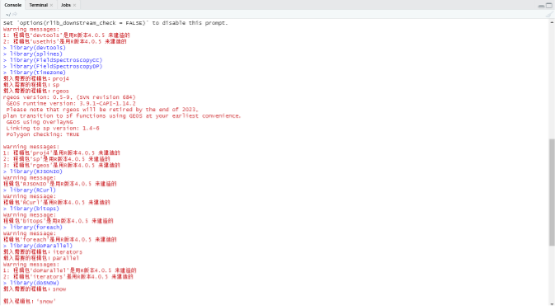 Console Terminal Jobs
~/
Set `options(rlib_downstream_check = FALSE)` to disable this prompt.
Warning messages:
1: 程辑包'devtools'是用R版本4.0.5 来建造的
2: 程辑包'usethis'是用R版本4.0.5 来建造的
> library(devtools)
> library(splines)
> library(FieldSpectroscopyCC)
> library(FieldSpectroscopyDP)
> library(timezone)
载入需要的程辑包：proj4
载入需要的程辑包：sp
载入需要的程辑包：rgeos
rgeos version: 0.5-9, (SVN revision 684)
GEOS runtime version: 3.9.1-CAPI-1.14.2
Please note that rgeos will be retired by the end of 2023,
plan transition to sf functions using GEOS at your earliest convenience.
GEOS using OverlayNG
Linking to sp version: 1.4-6
Polygon checking: TRUE
Warning messages:
1: 程辑包'proj4'是用R版本4.0.5 来建造的
2: 程辑包'sp'是用R版本4.0.5 来建造的
3: 程辑包'rgeos'是用R版本4.0.5 来建造的
Warning message:
程辑包 是用R版本4.0.5 来建造的
> library(RCurl)
Warning message:
程辑包'RCurl'是用R版本4.0.5 来建造的
> library(bitops)
Warning message:
程辑包'bitops'是用R版本4.0.5 来建造的
> library(foreach)
Warning message:
程辑包'foreach'是用R版本4.0.5 来建造的
> library(doParallel)
载入需要的程辑包：iterators
载入需要的程辑包：parallel
Warning messages:
1: 程辑包'doParallel'是用R版本4.0.5 来建造的
2: 程辑包'iterators'是用R版本4.0.5 来建造的
> library(doSNOW)
载入需要的程辑包：snow
载入程辑包：'snow'